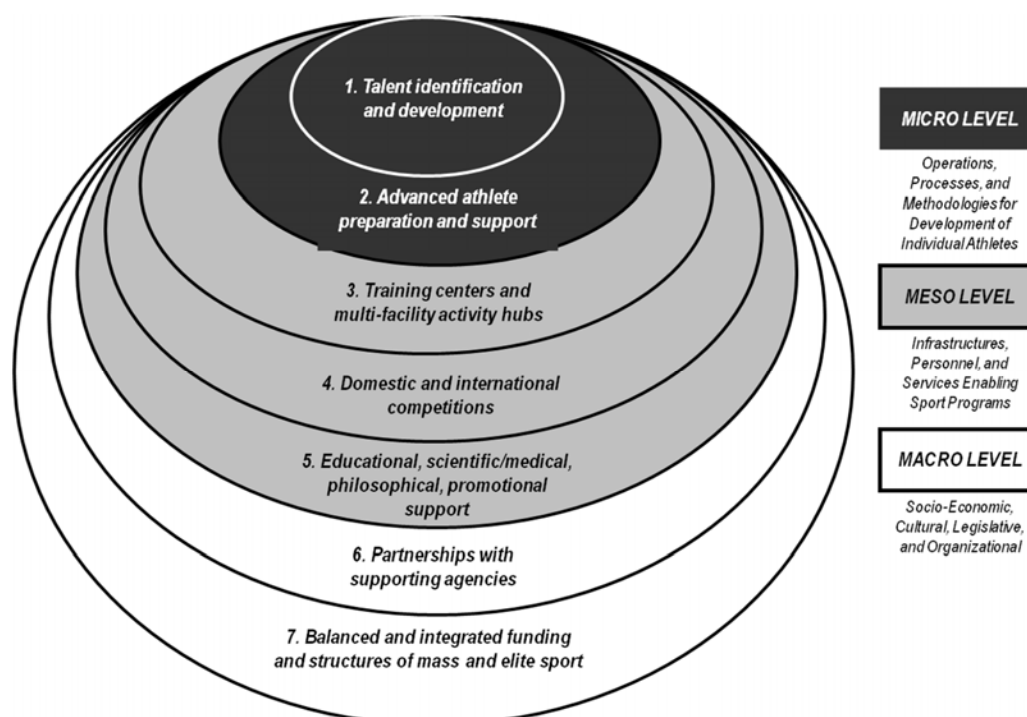 1. Talent identification
and development
2. Advanced athlete
preparation and support
3. Training centers and
multi-facility activity hubs
4. Domestic and international
competitions
5. Educational, scientific/medical,
philosophical, promotional
support
6. Partnerships with
supporting agencies
7. Balanced and integrated funding
and structures of mass and elite sport
MICRO LEVEL
Operations,
Processes, and
Methodologies for
Development of
Individual Athletes
MESO LEVEL
Infrastructures,
Personnel, and
Services Enabling
Sport Programs
MACRO LEVEL
Socio-Economic,
Cultural, Legislative,
and Organizational